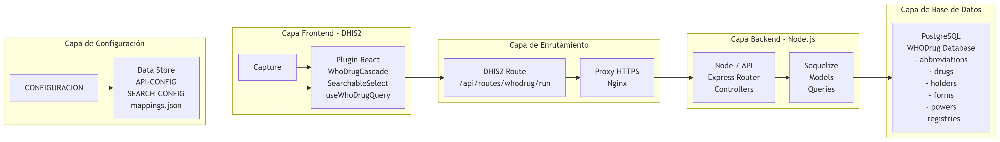 Capa de Configuración
CONFIGURACION
Data Store
API-CONFIG
SEARCH-CONFIG
mappings.json
Capa Frontend - DHIS2
Capture
Plugin React
WhoDrugCascade
SearchableSelect
useWhoDrugQuery
Capa de Enrutamiento
DHIS2 Route
/api/routes/whodrug/run
Proxy HTTPS
Nginx
Capa Backend - Node.js
Node / API
Express Router
Controllers
Sequelize
Models
Queries
Capa de Base de Datos
PostgreSQL
WHODrug Database
- abbreviations
- drugs
- holders
- forms
- powers
- registries